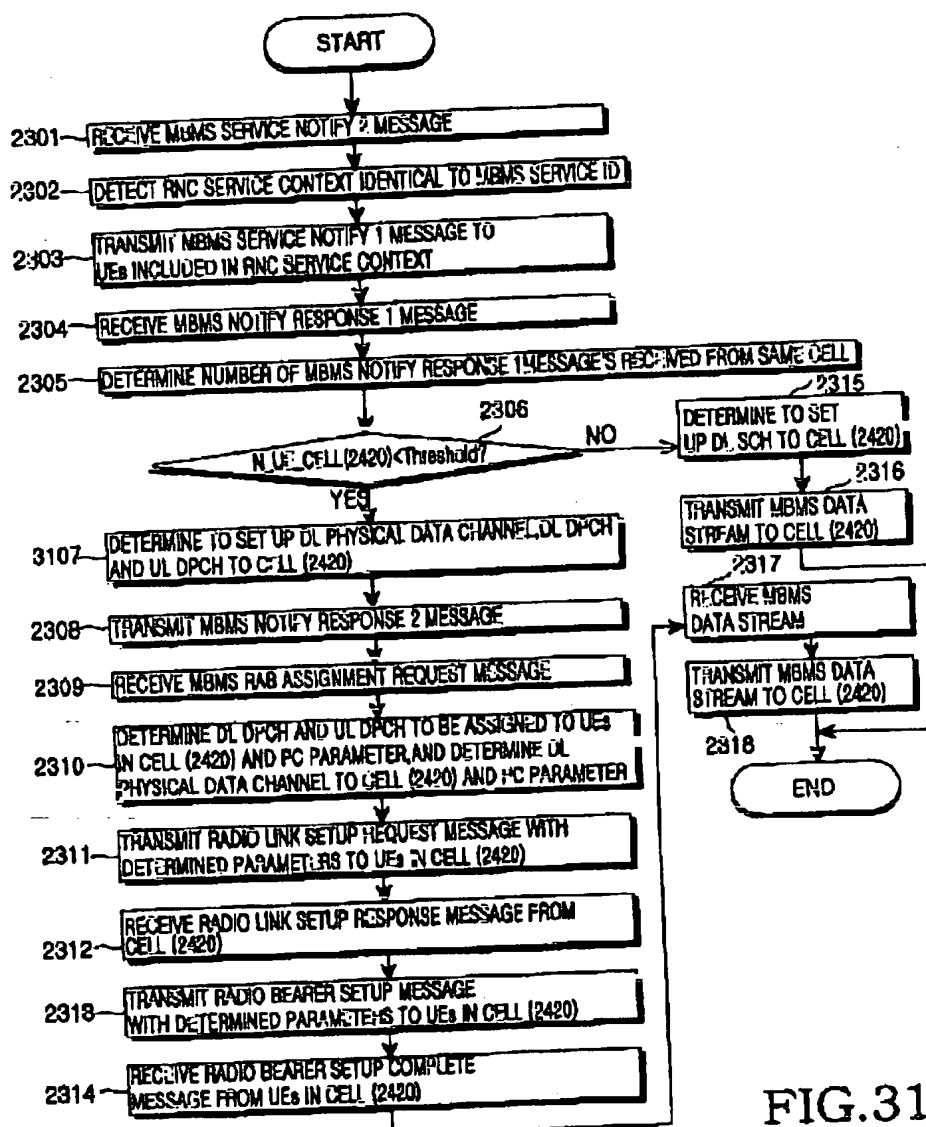 START
2301
RECEIVE MBMS SERVICE NOTIFY 2 MESSAGE
2302
DETECT RNC SERVICE CONTEXT IDENTICAL TO MBMS SERVICE ID
2303
TRANSMIT MBMS SERVICE NOTIFY 1 MESSAGE TO
UEs INCLUDED IN RNC SERVICE CONTEXT
2304
RECEIVE MBMS NOTIFY RESPONSE 1 MESSAGE
2305
DETERMINE NUMBER OF MBMS NOTIFY RESPONSE 1MESSAGE'S RECEIVED FROM SAME CELL
2306
N_UE_CELL(2420)<Threshold?
NO
YES
3107
DETERMINE TO SET UP DL PHYSICAL DATA CHANNEL,DL DPCH
AND UL DPCH TO CELL (2420)
2308
TRANSMIT MBMS NOTIFY RESPONSE 2 MESSAGE
2309
RECEIVE MBMS RAB ASSIGNMENT REQUEST MESSAGE
2310
DETERMINE DL DPCH AND UL DPCH TO BE ASSIGNED TO UEs
IN CELL (2420) AND PC PARAMETER,AND DETERMINE DL
PHYSICAL DATA CHANNEL TO CELL (2420) AND PC PARAMETER
2311
TRANSMIT RADIO LINK SETUP REQUEST MESSAGE WITH
DETERMINED PARAMETERS TO UEs IN CELL (2420)
2312
RECEIVE RADIO LINK SETUP RESPONSE MESSAGE FROM
CELL (2420)
2313
TRANSMIT RADIO BEARER SETUP MESSAGE
WITH DETERMINED PARAMETERS TO UEs IN CELL (2420)
2314
RECEIVE RADIO BEARER SETUP COMPLETE
MESSAGE FROM UEs IN CELL (2420)
2315
DETERMINE TO SET
UP DL SCH TO CELL (2420)
2316
TRANSMIT MBMS DATA
STREAM TO CELL (2420)
2317
RECEIVE MBMS
DATA STREAM
TRANSMIT MBMS DATA
STREAM TO CELL (2420)
2318
END
FIG.31